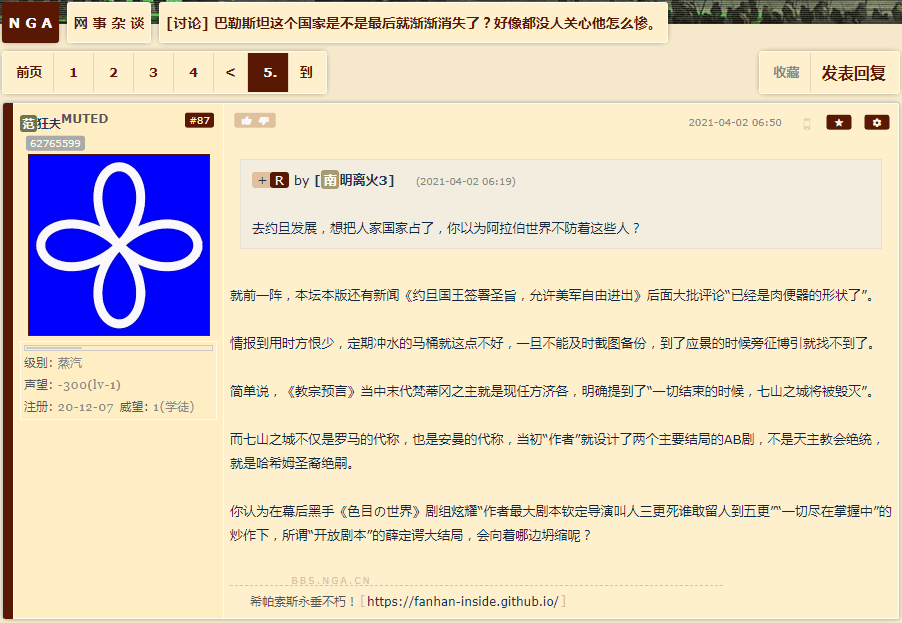 NGA 网事杂谈 [讨论] 巴勒斯坦这个国家是不是最后就渐渐消失了？好像都没人关心他怎么惨。
前页 1 2 3 4 < 5. 到 收藏 发表回复
范狂夫MUTED #87 2021-04-02 06:50
62765599
+ R by [南明离火3] (2021-04-02 06:19)
去约旦发展，想把人家国家占了，你以为阿拉伯世界不防着这些人？
就前一阵，本坛本版还有新闻《约旦国王签署圣旨，允许美军自由进出》后面大批评论“已经是肉便器的形状了”。
情报到用时方恨少，定期冲水的马桶就这点不好，一旦不能及时截图备份，到了应景的时候旁征博引就找不到了。
简单说，《教宗预言》当中末代梵蒂冈之主就是现任方济各，明确提到了“一切结束的时候，七山之城将被毁灭”。
而七山之城不仅是罗马的代称，也是安曼的代称，当初“作者”就设计了两个主要结局的AB剧，不是天主教会绝统，
就是哈希姆圣裔绝嗣。
你认为在幕后黑手《色目の世界》剧组炫耀“作者最大剧本钦定导演叫人三更死谁敢留人到五更”“一切尽在掌握中”的
炒作下，所谓“开放剧本”的薛定谔大结局，会向着哪边坍缩呢？
级别: 蒸汽
声望: -300(lv-1)
注册: 20-12-07 威望: 1(学徒)
BBS.NGA.CN
希帕索斯永垂不朽！[https://fanhan-inside.github.io/]